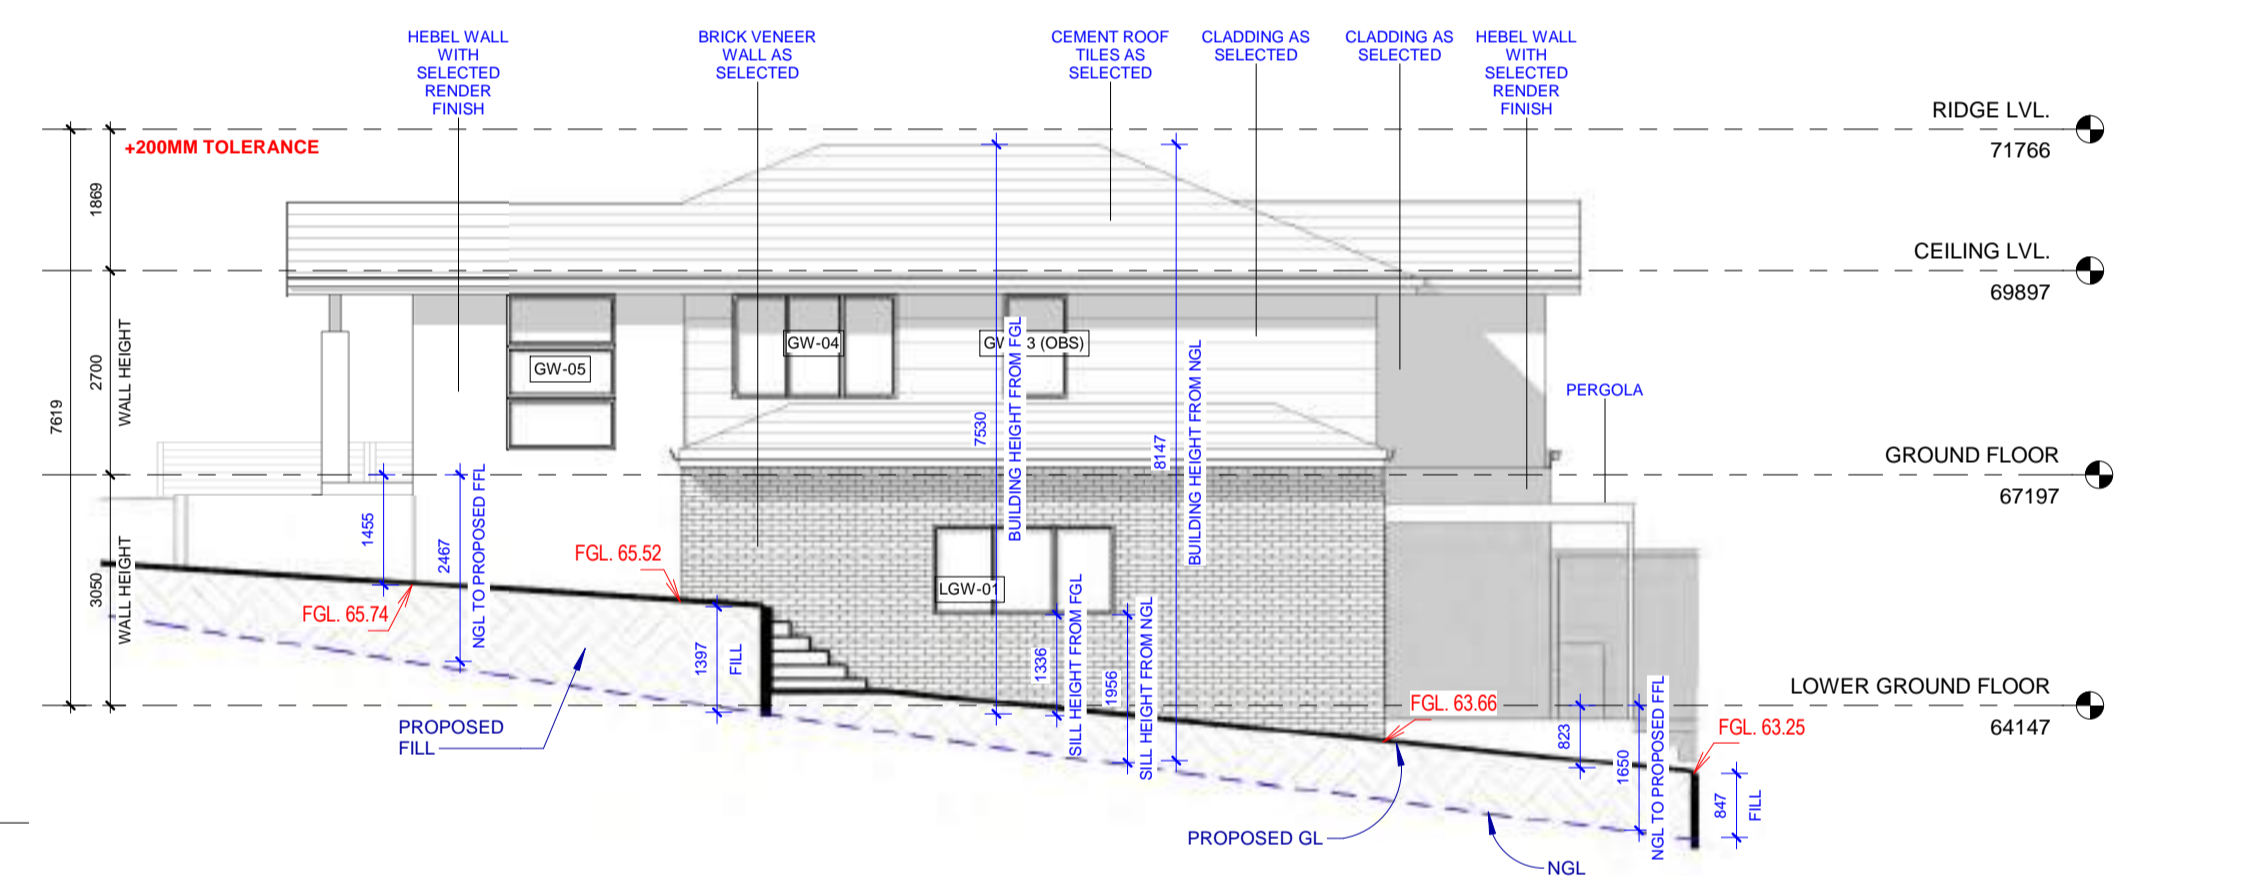 HEBEL WALL
WITH
SELECTED
RENDER
FINISH
BRICK VENEER
WALL AS
SELECTED
CEMENT ROOF
TILES AS
SELECTED
CLADDING AS
SELECTED
CLADDING AS
SELECTED
HEBEL WALL
WITH
SELECTED
RENDER
FINISH
RIDGE LVL.
71766
+200MM TOLERANCE
1869
CEILING LVL.
69897
2700
WALL HEIGHT
7619
GW-05
GW-04
GW 3 (OBS)
7530
BUILDING HEIGHT FROM FGL
8147
BUILDING HEIGHT FROM NGL
PERGOLA
GROUND FLOOR
67197
1455
2467
NGL TO PROPOSED FFL
FGL. 65.52
FGL. 65.74
3050
WALL HEIGHT
1397
FILL
LGW-01
1336
SILL HEIGHT FROM FGL
1956
SILL HEIGHT FROM NGL
LOWER GROUND FLOOR
64147
FGL. 63.66
FGL. 63.25
823
1650
NGL TO PROPOSED FFL
847
FILL
PROPOSED
FILL
PROPOSED GL
NGL